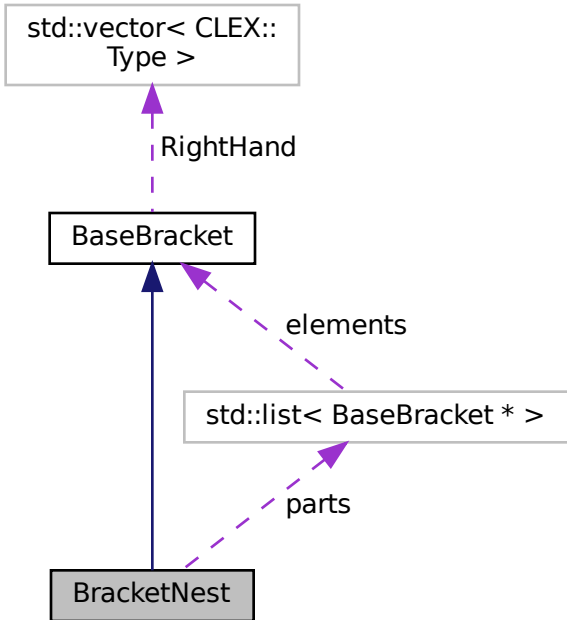 std::vector< CLEX::
Type >
RightHand
BaseBracket
elements
std::list< BaseBracket * >
parts
BracketNest